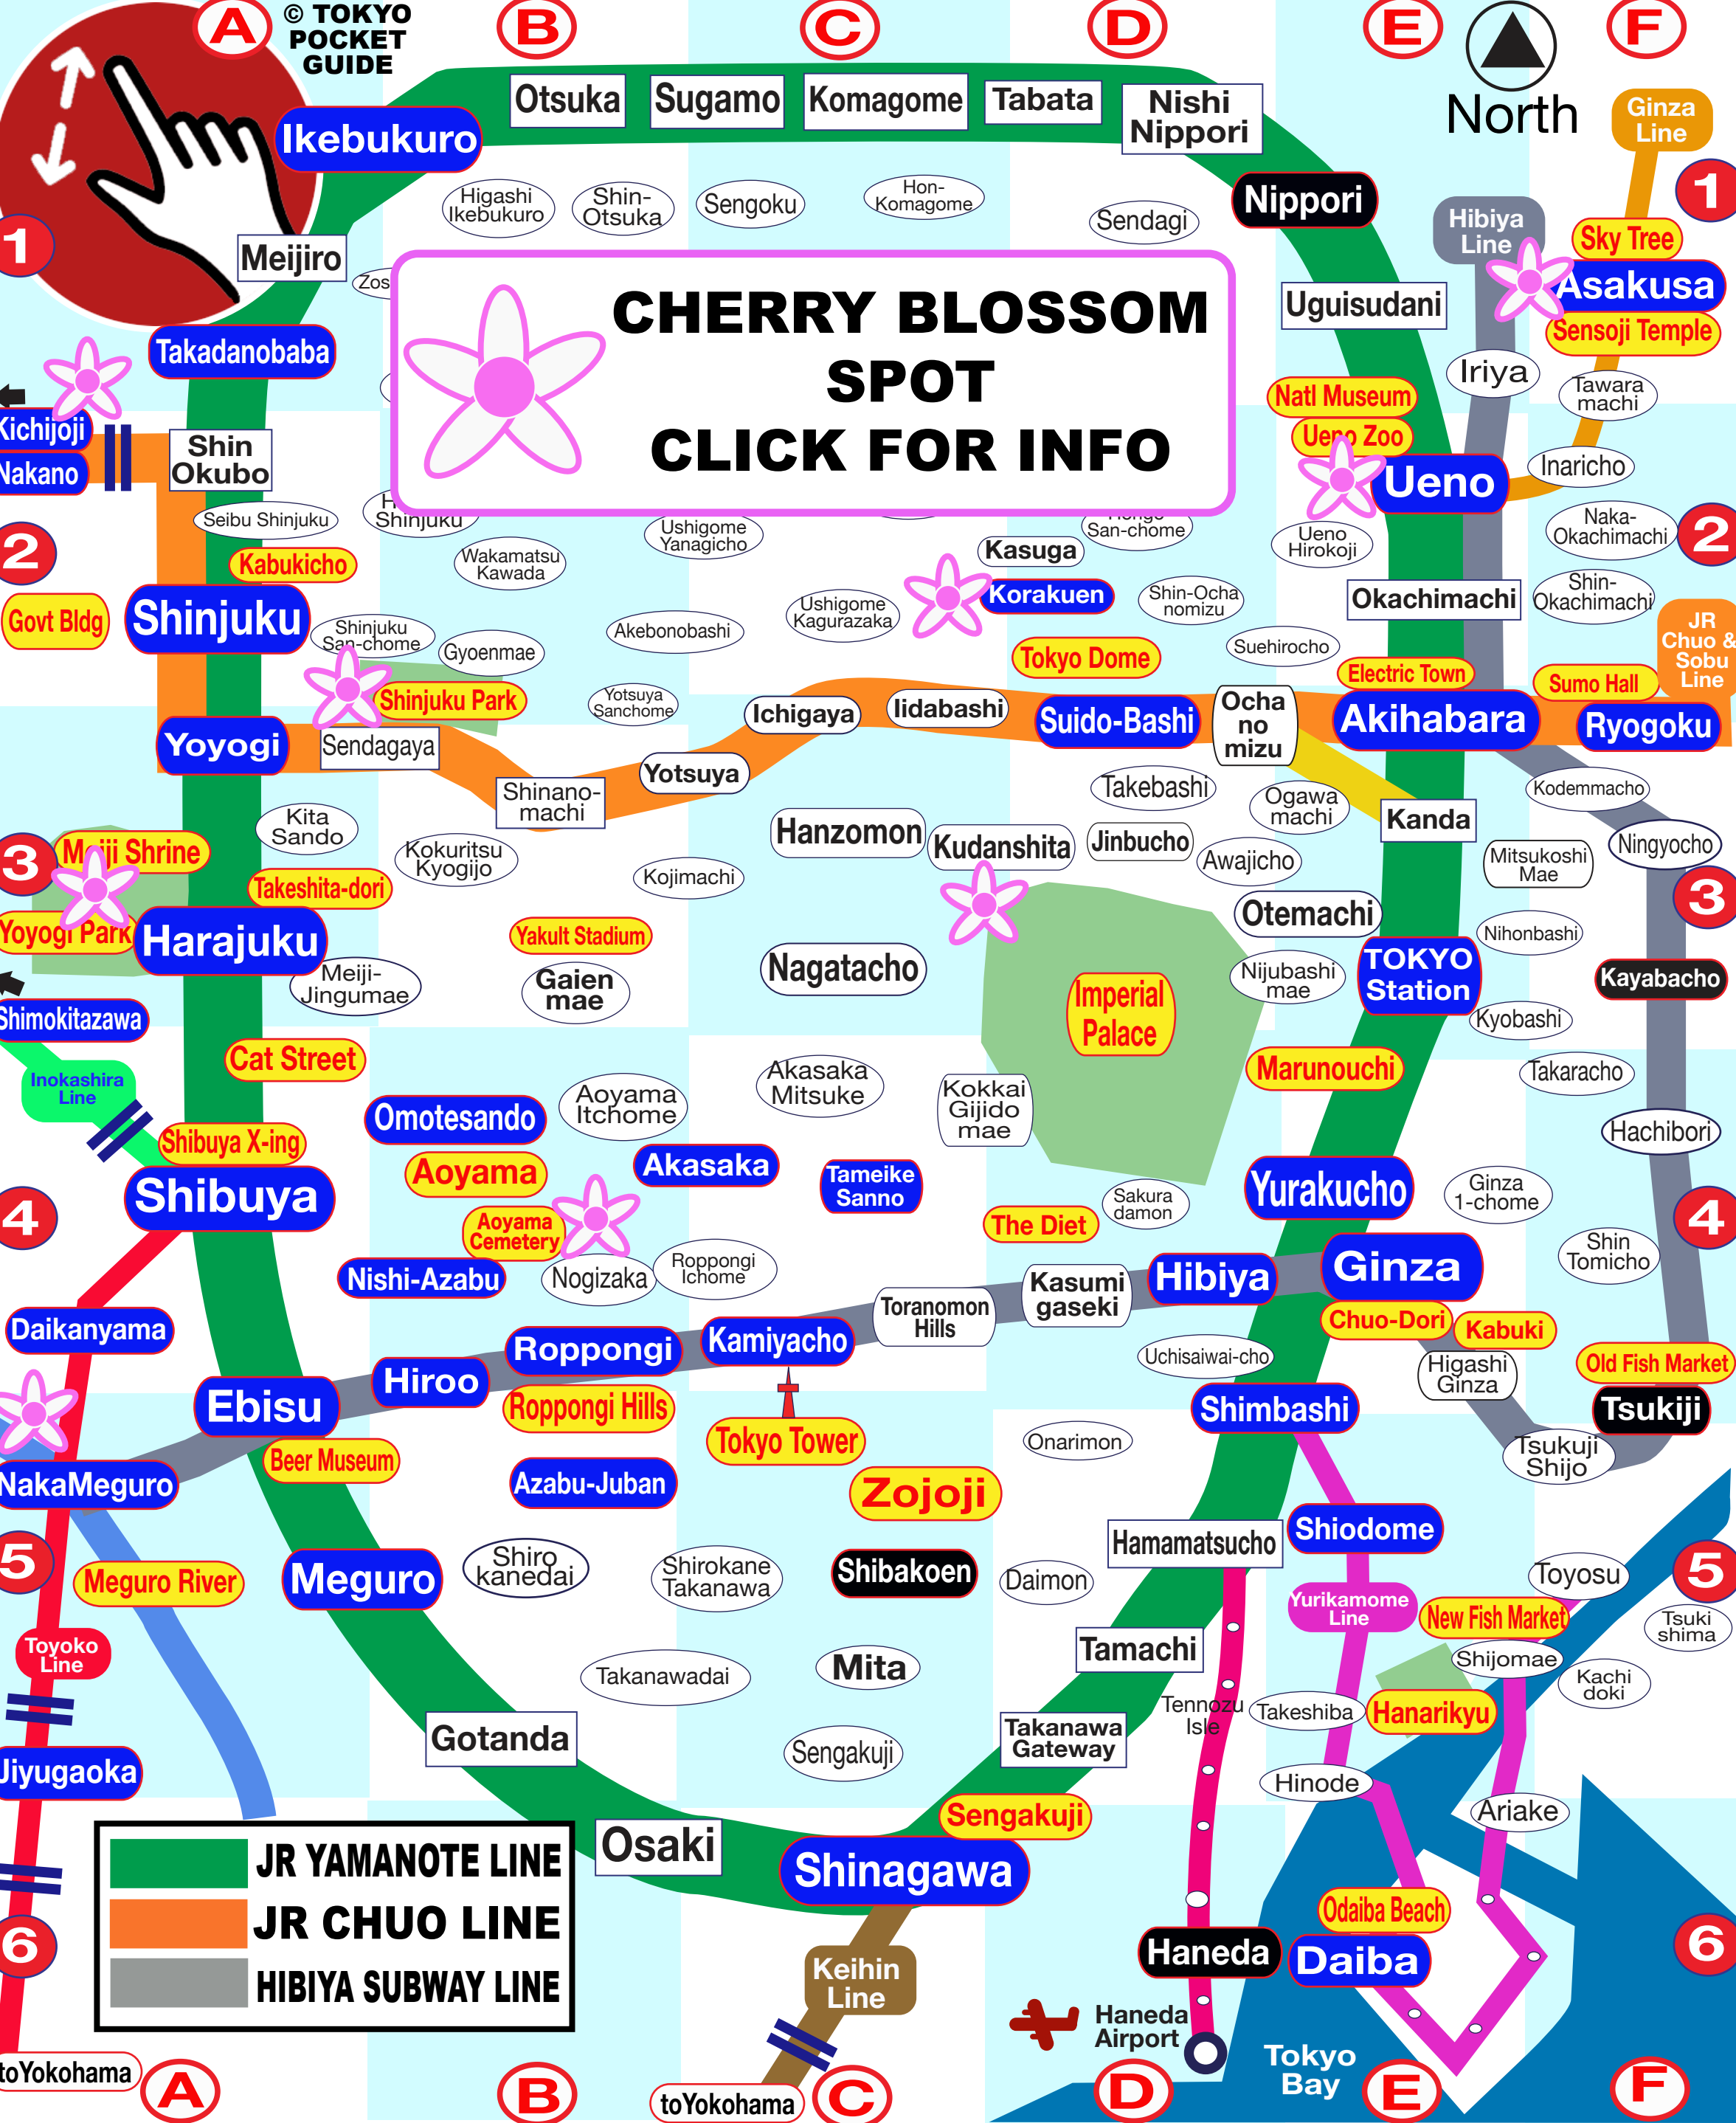 A
© TOKYO
POCKET
GUIDE
B
C
D
E
F
North
Ginza
Line
Otsuka
Sugamo
Komagome
Tabata
Nishi
Nippori
Ikebukuro
1
1
Higashi
Ikebukuro
Shin-
Otsuka
Sengoku
Hon-
Komagome
Sendagi
Nippori
Hibiya
Line
Sky Tree
Asakusa
Sensoji Temple
Meijiro
Zos
CHERRY BLOSSOM
SPOT
CLICK FOR INFO
Uguisudani
Takadanobaba
Iriya
Tawara
machi
Natl Museum
Ueno Zoo
Ueno
Inaricho
Kichijoji
Nakano
Shin
Okubo
Seibu Shinjuku
Shinjuku
Ushigome
Yanagicho
San-chome
Naka-
Okachimachi
2
2
Kabukicho
Wakamatsu
Kawada
Kasuga
Korakuen
Ueno
Hirokoji
Shin-Ocha
nomizu
Okachimachi
Shin-
Okachimachi
Govt Bldg
Shinjuku
Shinjuku
San-chome
Gyoenmae
Akebonobashi
Ushigome
Kagurazaka
Tokyo Dome
Suehirocho
JR
Chuo &
Sobu
Line
Electric Town
Sumo Hall
Shinjuku Park
Yotsuya
Sanchome
Ichigaya
Iidabashi
Suido-Bashi
Ocha
no
mizu
Akihabara
Ryogoku
Yoyogi
Sendagaya
Shinano-
machi
Yotsuya
Takebashi
Ogawa
machi
Kodemmacho
Kanda
Kita
Sando
Hanzomon
Kudanshita
Jinbucho
Awajicho
Mitsukoshi
Mae
Ningyocho
3
3
Meiji Shrine
Kokuritsu
Kyogijo
Kojimachi
Takeshita-dori
Otemachi
Yoyogi Park
Harajuku
Yakult Stadium
Nihonbashi
Meiji-
Jingumae
Gaien
mae
Nagatacho
Imperial
Palace
Nijubashi
mae
TOKYO
Station
Kayabacho
Shimokitazawa
Kyobashi
Inokashira
Line
Cat Street
Akasaka
Mitsuke
Marunouchi
Takaracho
Omotesando
Aoyama
Itchome
Kokkai
Gijido
mae
Hachibori
Shibuya X-ing
Aoyama
Akasaka
Tameike
Sanno
4
4
Shibuya
Sakura
damon
Yurakucho
Ginza
1-chome
Aoyama
Cemetery
The Diet
Nishi-Azabu
Nogizaka
Roppongi
Ichome
Kasumi
gaseki
Hibiya
Ginza
Shin
Tomicho
Daikanyama
Toranomon
Hills
Chuo-Dori
Kabuki
Roppongi
Kamiyacho
Uchisaiwai-cho
Higashi
Ginza
Old Fish Market
Hiroo
Ebisu
Roppongi Hills
Shimbashi
Tsukiji
Tokyo Tower
Onarimon
Beer Museum
Tsukuji
Shijo
NakaMeguro
Azabu-Juban
Zojoji
Shiodome
Hamamatsucho
5
5
Meguro River
Meguro
Shiro
kanedai
Shirokane
Takanawa
Shibakoen
Daimon
Toyosu
Yurikamome
Line
New Fish Market
Tsuki
shima
Toyoko
Line
Tamachi
Takanawadai
Mita
Shijomae
Kachi
doki
Tennozu
Isle
Takeshiba
Hanarikyu
Gotanda
Sengakuji
Takanawa
Gateway
Jiyugaoka
Hinode
Ariake
Sengakuji
Osaki
Shinagawa
JR YAMANOTE LINE
JR CHUO LINE
HIBIYA SUBWAY LINE
6
6
Odaiba Beach
Haneda
Daiba
Keihin
Line
Haneda
Airport
Tokyo
Bay
toYokohama
toYokohama
A
B
C
D
E
F